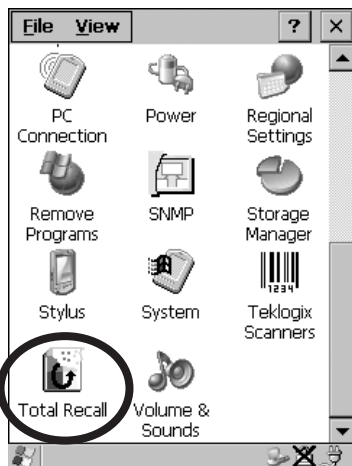 File View ? ×
PC Connection
Power
Regional Settings
Remove Programs
SNMP
Storage Manager
Stylus
System
1234
Teklogix Scanners
Total Recall
Volume & Sounds